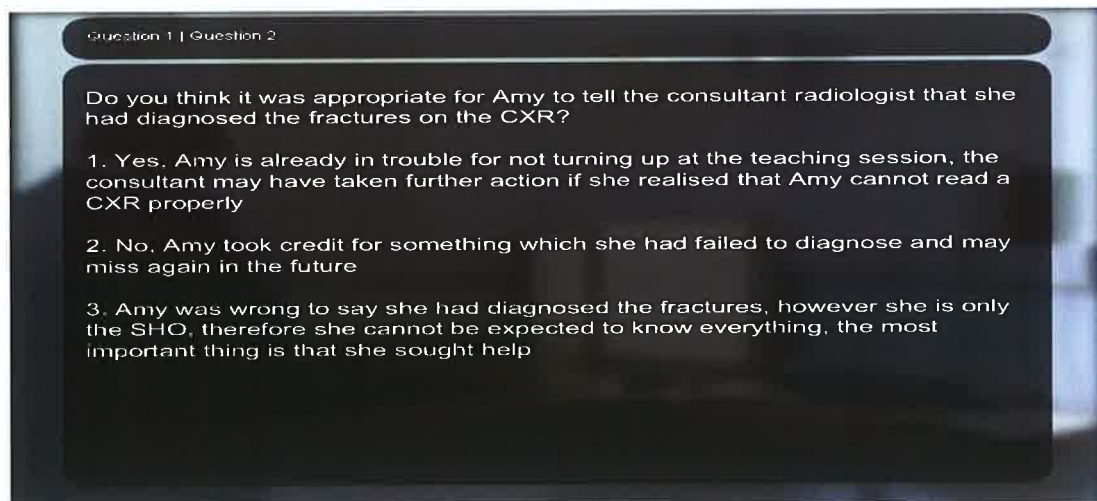 Question 1 | Question 2
Do you think it was appropriate for Amy to tell the consultant radiologist that she
had diagnosed the fractures on the CXR?
1. Yes, Amy is already in trouble for not turning up at the teaching session, the
consultant may have taken further action if she realised that Amy cannot read a
CXR properly
2. No, Amy took credit for something which she had failed to diagnose and may
miss again in the future
3. Amy was wrong to say she had diagnosed the fractures, however she is only
the SHO, therefore she cannot be expected to know everything, the most
important thing is that she sought help